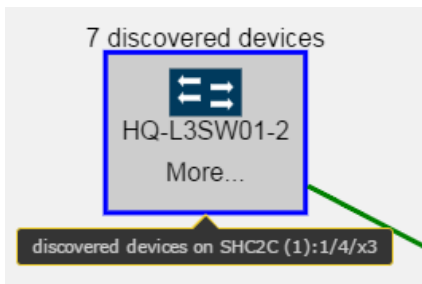 7 discovered devices
HQ-L3SW01-2
More...
discovered devices on SHC2C (1):1/4/x3